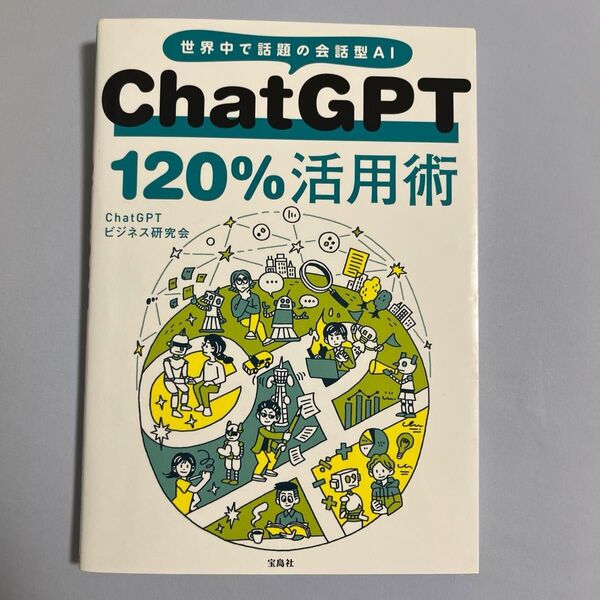 世界中で話題の会話型AI
ChatGPT
120%活用術
ChatGPT
ビジネス研究会
宝島社